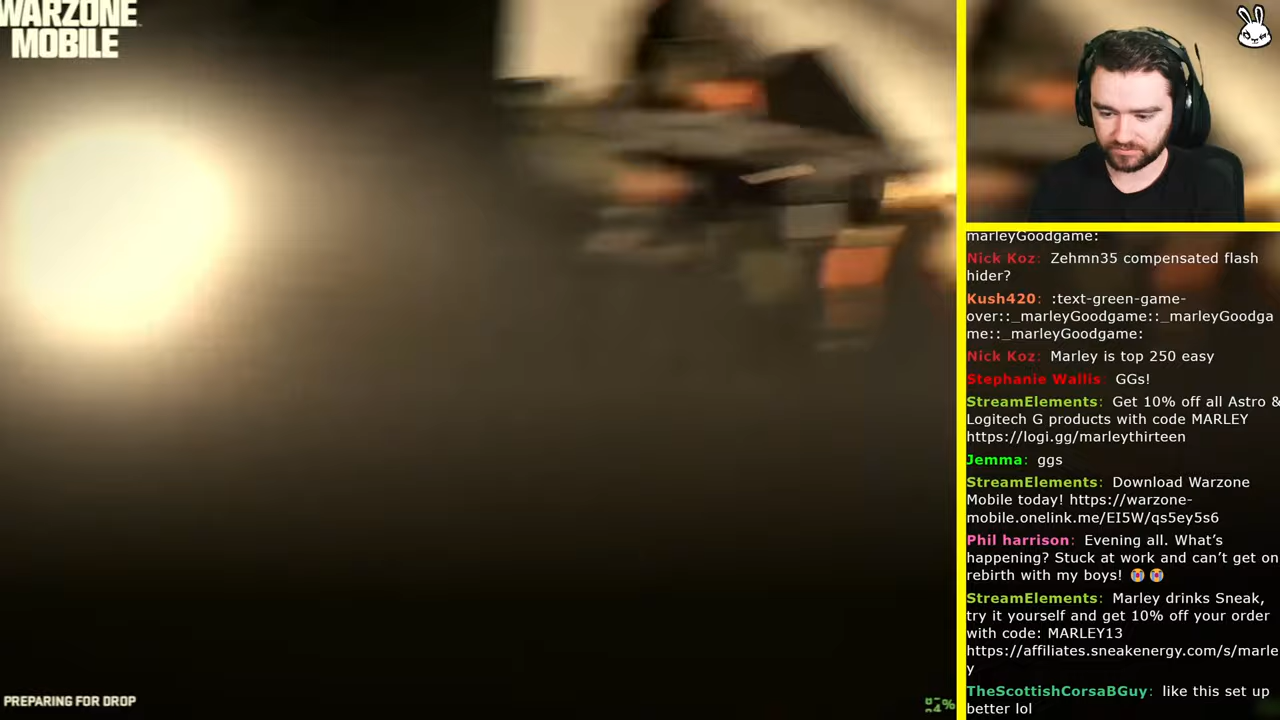 WARZONE
MOBILE
PREPARING FOR DROP
marleyGoodgame:
Nick Koz: Zehmn35 compensated flash
hider?
Kush420: :text-green-game-
over::_marleyGoodgame::_marleyGoodga
me::_marleyGoodgame:
Nick Koz: Marley is top 250 easy
Stephanie Wallis: GGs!
StreamElements: Get 10% off all Astro &
Logitech G products with code MARLEY
https://logi.gg/marleythirteen
Jemma: ggs
StreamElements: Download Warzone
Mobile today! https://warzone-
mobile.onelink.me/EI5W/qs5ey5s6
Phil harrison: Evening all. What's
happening? Stuck at work and can't get on
rebirth with my boys! 😭😭
StreamElements: Marley drinks Sneak,
try it yourself and get 10% off your order
with code: MARLEY13
https://affiliates.sneakenergy.com/s/marle
y
TheScottishCorsaBGuy: like this set up
better lol